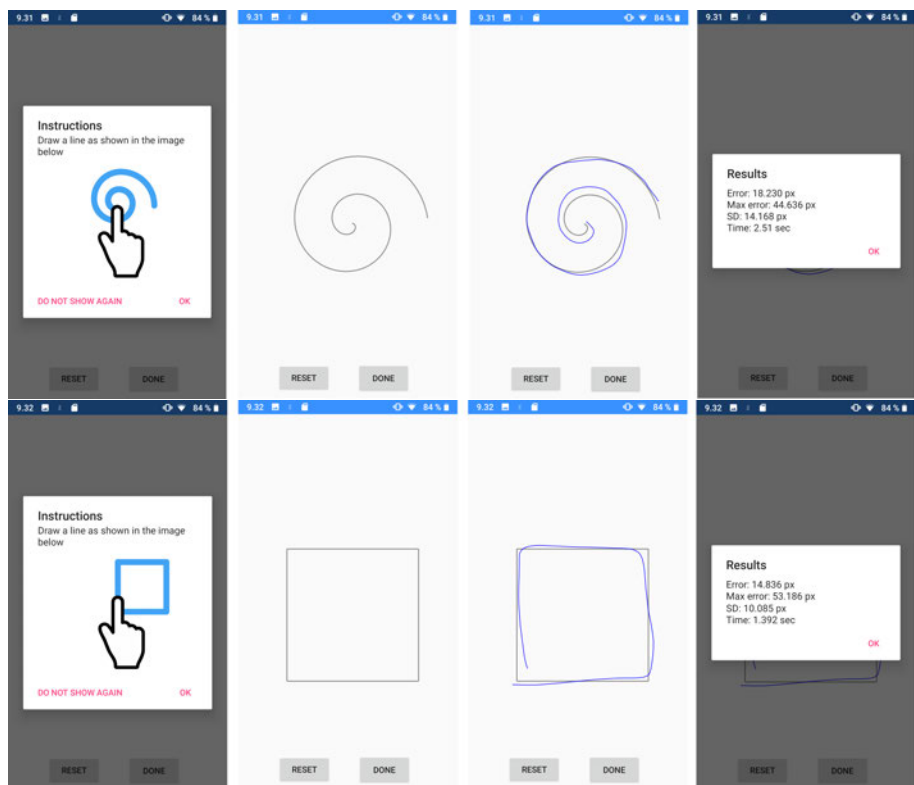 9.31 84 %
Instructions
Draw a line as shown in the image
below
DO NOT SHOW AGAIN OK
RESET DONE
9.31 84 %
RESET DONE
9.31 84 %
RESET DONE
9.31 84 %
Results
Error: 18.230 px
Max error: 44.636 px
SD: 14.168 px
Time: 2.51 sec
OK
RESET DONE
9.32 84 %
Instructions
Draw a line as shown in the image
below
DO NOT SHOW AGAIN OK
RESET DONE
9.32 84 %
RESET DONE
9.32 84 %
RESET DONE
9.32 84 %
Results
Error: 14.836 px
Max error: 53.186 px
SD: 10.085 px
Time: 1.392 sec
OK
RESET DONE